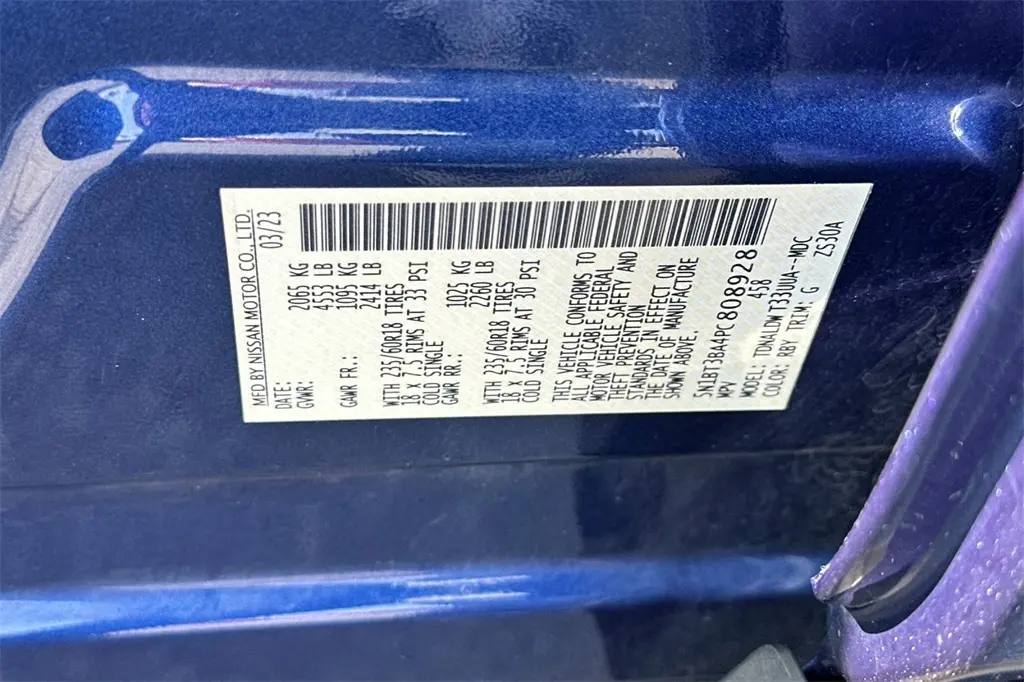 MFD BY NISSAN MOTOR CO., LTD.
DATE: 03/23
GVWR: 2065 KG
4553 LB
GAWR FR.: 1095 KG
2414 LB
WITH 235/60R18 TIRES
18 x 7.5 RIMS AT 33 PSI
COLD SINGLE
GAWR RR.: 1025 KG
2260 LB
WITH 235/60R18 TIRES
18 x 7.5 RIMS AT 30 PSI
COLD SINGLE
THIS VEHICLE CONFORMS TO
ALL APPLICABLE FEDERAL
MOTOR VEHICLE SAFETY AND
THEFT PREVENTION
STANDARDS IN EFFECT ON
THE DATE OF MANUFACTURE
SHOWN ABOVE.
5N1BT3BA4PC808928
MPV 458
MODEL: TDNALDWT33UUA--MDC
COLOR: RBY TRIM: G ZS30A